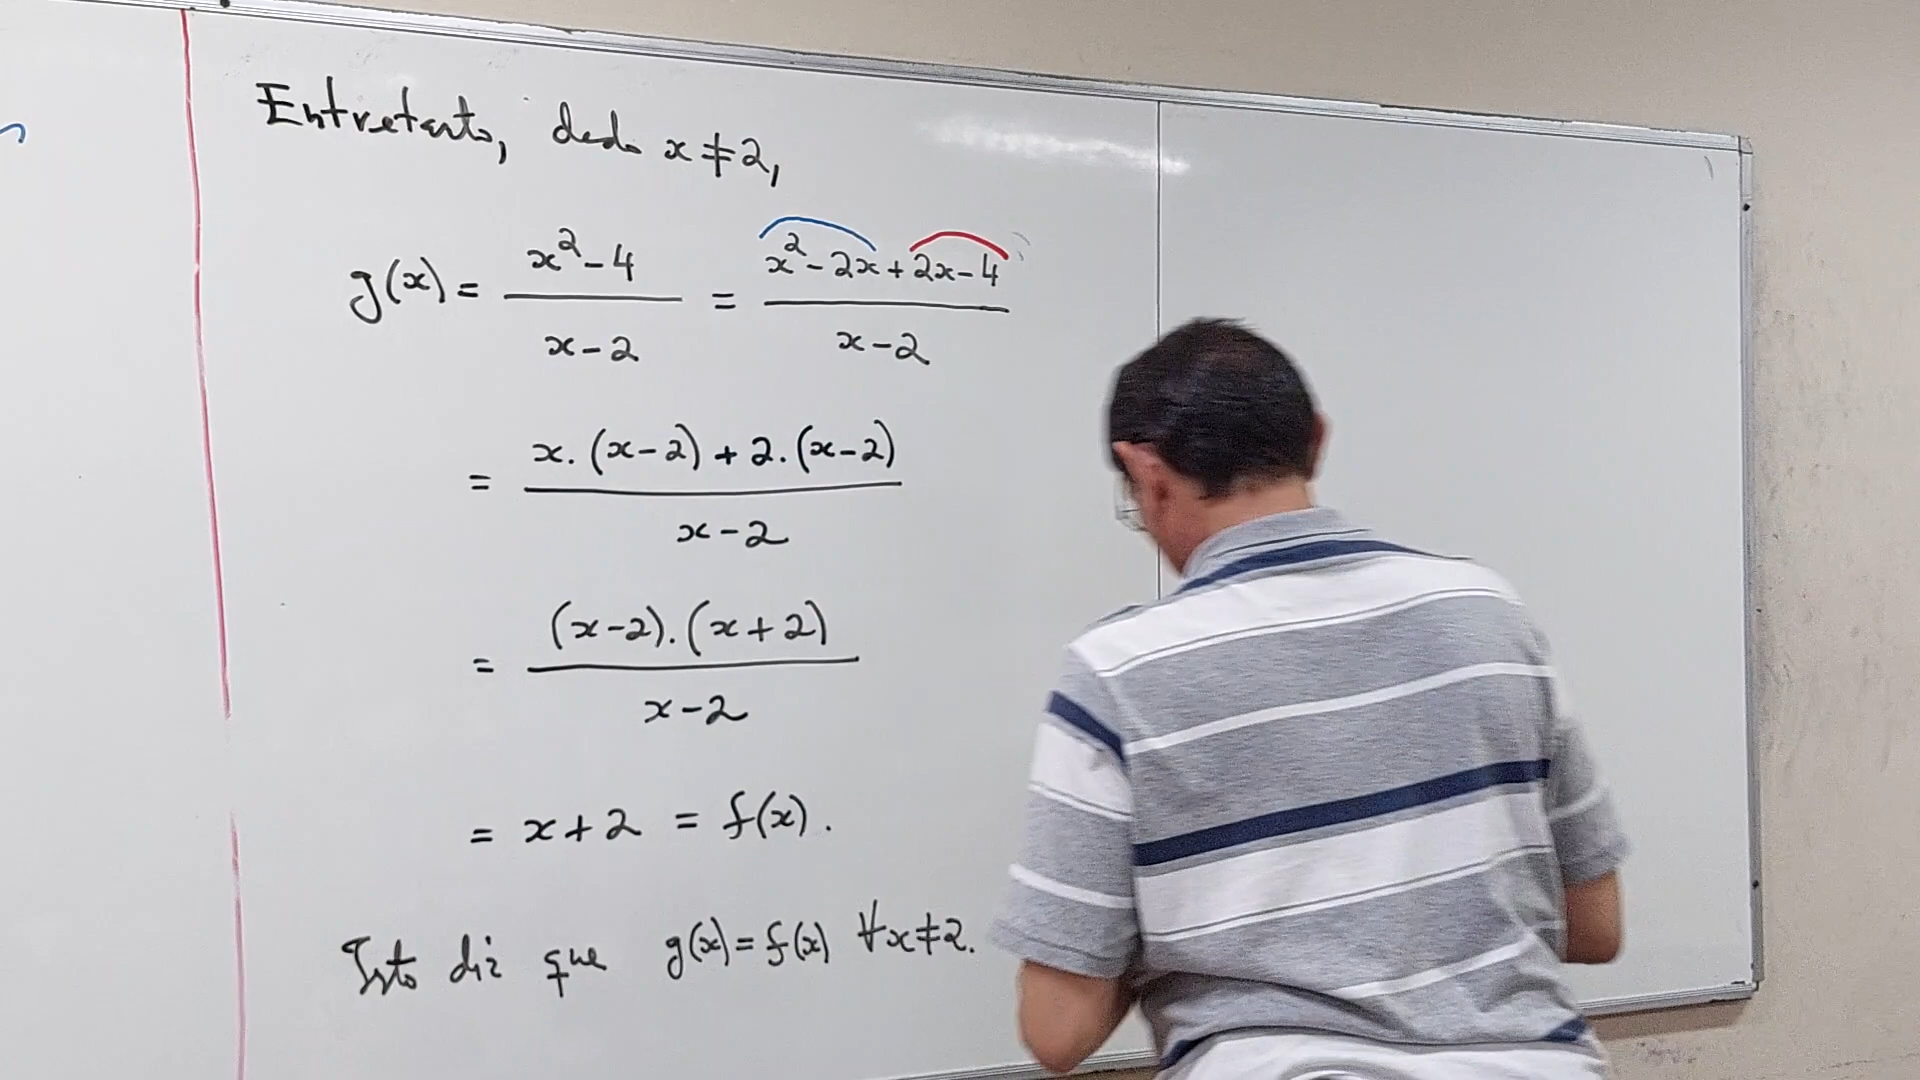 Entretanto, dado x≠2,
g(x) = (x²-4)/(x-2) = (x²-2x+2x-4)/(x-2)
= (x.(x-2)+2.(x-2))/(x-2)
= ((x-2).(x+2))/(x-2)
= x+2 = f(x).
Isto diz que g(x)=f(x) ∀x≠2.